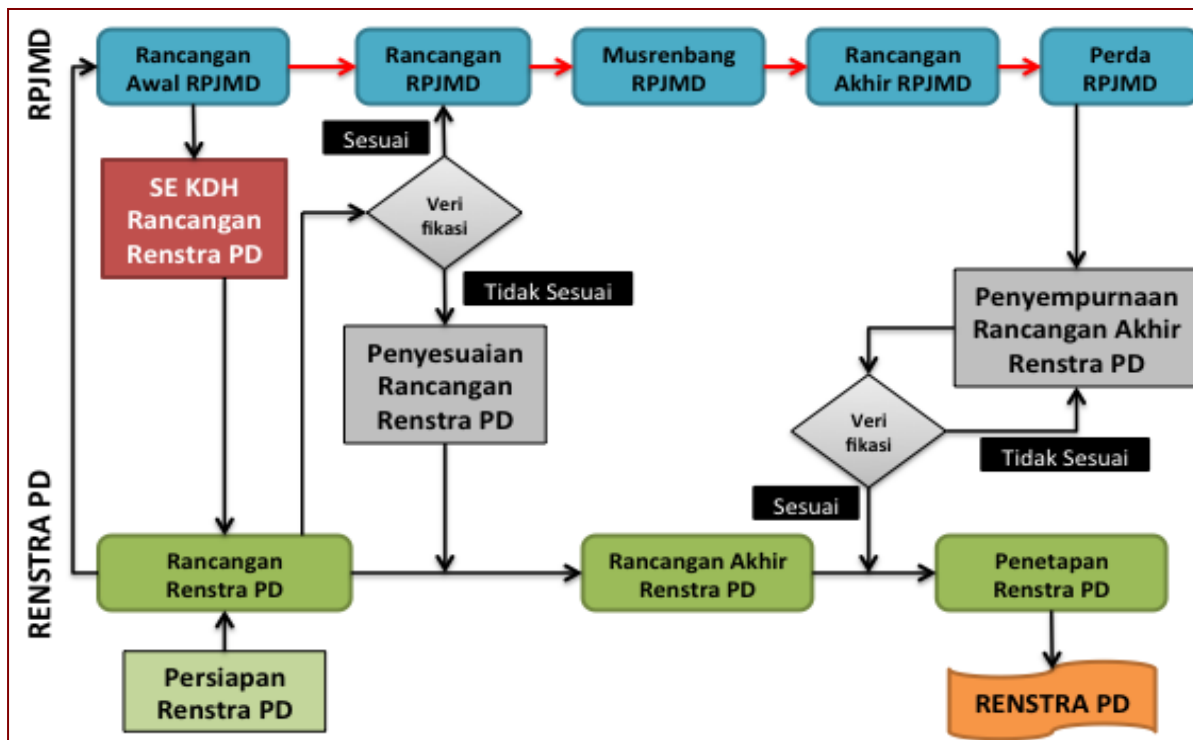 RPJMD
Rancangan
Awal RPJMD
Rancangan
RPJMD
Musrenbang
RPJMD
Rancangan
Akhir RPJMD
Perda
RPJMD
Sesuai
SE KDH
Rancangan
Renstra PD
Veri
fikasi
Tidak Sesuai
Penyesuaian
Rancangan
Renstra PD
Penyempurnaan
Rancangan Akhir
Renstra PD
Veri
fikasi
Tidak Sesuai
Sesuai
RENSTRA PD
Rancangan
Renstra PD
Rancangan Akhir
Renstra PD
Penetapan
Renstra PD
Persiapan
Renstra PD
RENSTRA PD